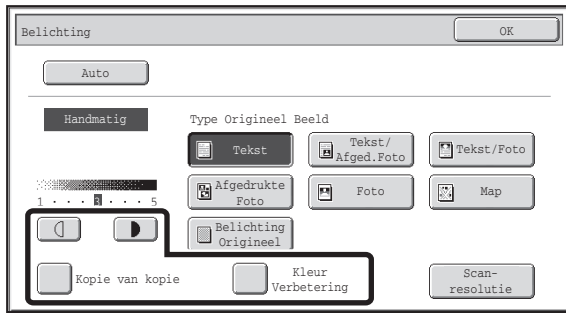 Belichting
OK
Auto
Handmatig
Type Origineel Beeld
Tekst
Tekst/
Afged.Foto
Tekst/Foto
1 · · · 3 · · · 5
Afgedrukte
Foto
Foto
Map
Belichting
Origineel
Kopie van kopie
Kleur
Verbetering
Scan-
resolutie